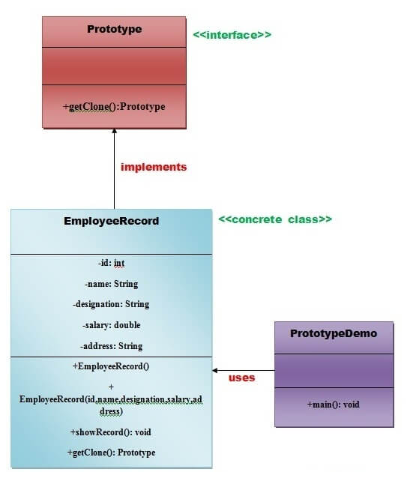 Prototype
<<interface>>
+getClone():Prototype
implements
EmployeeRecord
<<concrete class>>
-id: int
-name: String
-designation: String
-salary: double
-address: String
+EmployeeRecord()
+
EmployeeRecord(id,name,designation,salary,ad
dress)
+showRecord(): void
+getClone(): Prototype
uses
PrototypeDemo
+main(): void